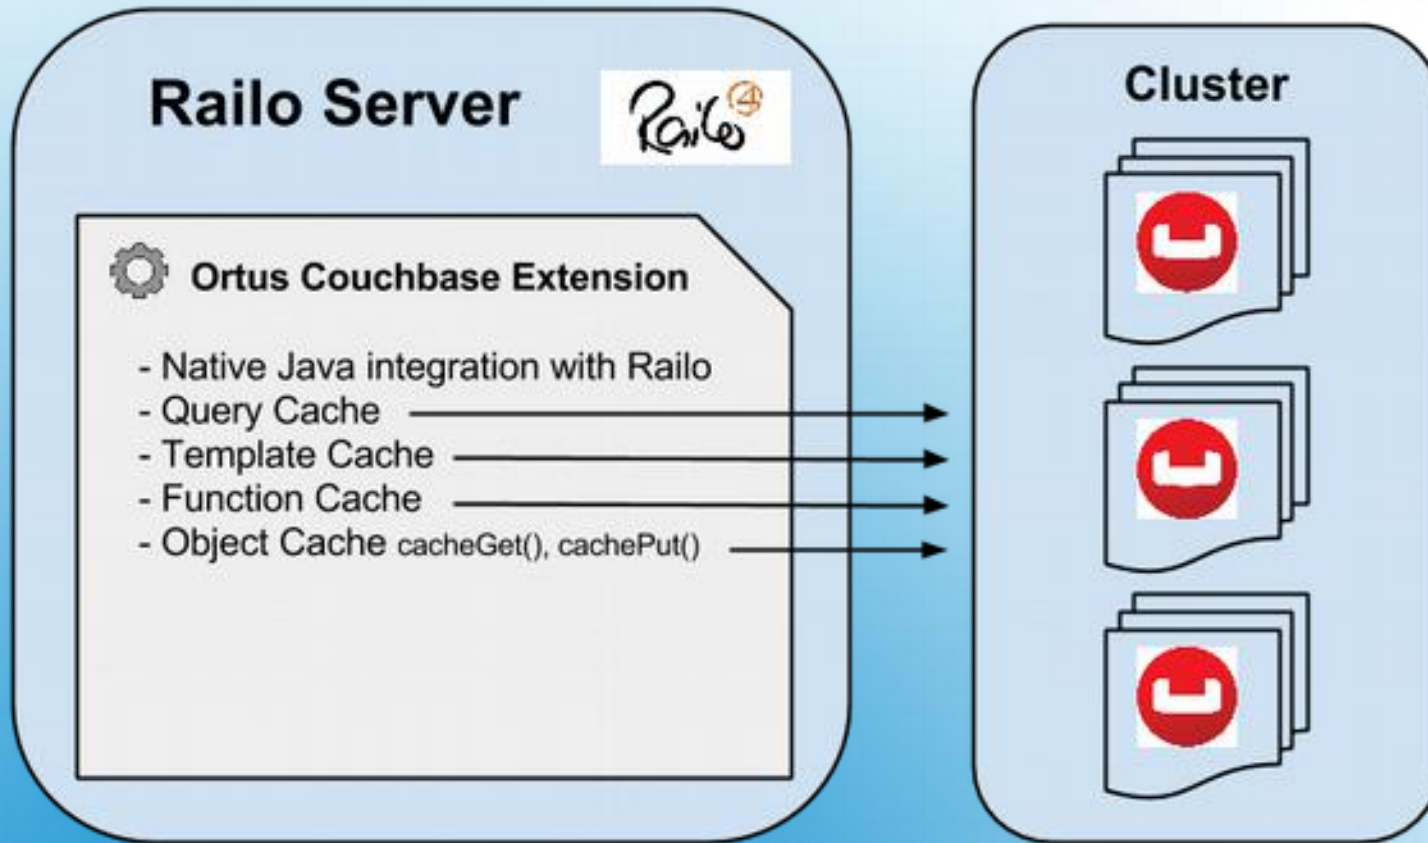 Railo Server
Railo 4
Ortus Couchbase Extension
- Native Java integration with Railo
- Query Cache
- Template Cache
- Function Cache
- Object Cache cacheGet(), cachePut()
Cluster